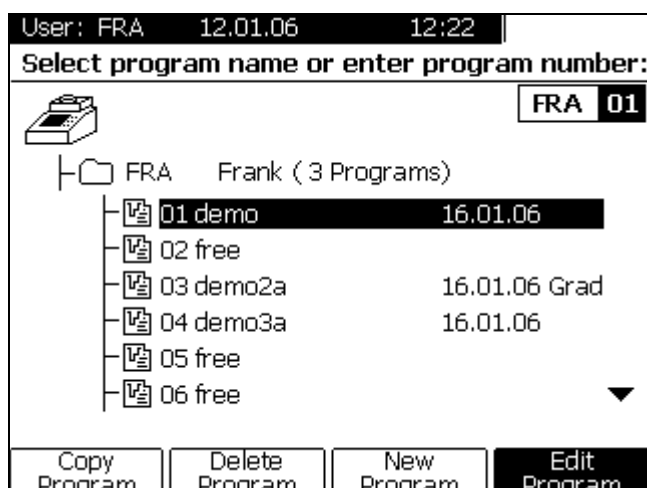 User: FRA 12.01.06 12:22
Select program name or enter program number:
FRA 01
FRA Frank ( 3 Programs)
01 demo 16.01.06
02 free
03 demo2a 16.01.06 Grad
04 demo3a 16.01.06
05 free
06 free
Copy Delete New Edit
Program Program Program Program